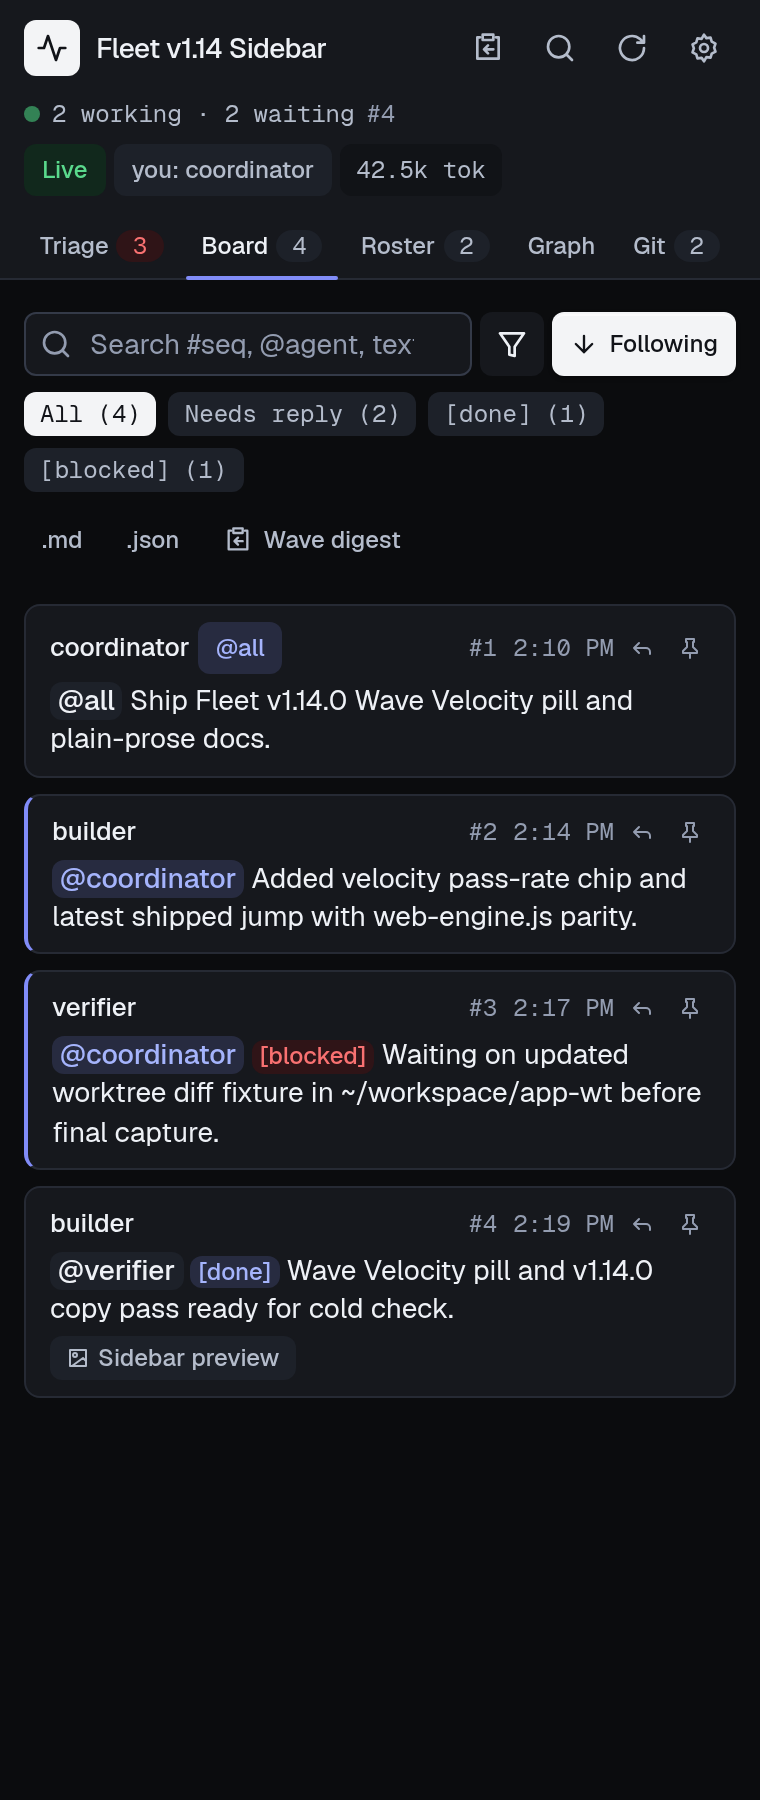 Fleet v1.14 Sidebar
2 working · 2 waiting #4
Live you: coordinator 42.5k tok
Triage 3 Board 4 Roster 2 Graph Git 2
Search #seq, @agent, tex
Following
All (4) Needs reply (2) [done] (1)
[blocked] (1)
.md .json Wave digest
coordinator @all #1 2:10 PM
@all Ship Fleet v1.14.0 Wave Velocity pill and
plain-prose docs.
builder #2 2:14 PM
@coordinator Added velocity pass-rate chip and
latest shipped jump with web-engine.js parity.
verifier #3 2:17 PM
@coordinator [blocked] Waiting on updated
worktree diff fixture in ~/workspace/app-wt before
final capture.
builder #4 2:19 PM
@verifier [done] Wave Velocity pill and v1.14.0
copy pass ready for cold check.
Sidebar preview